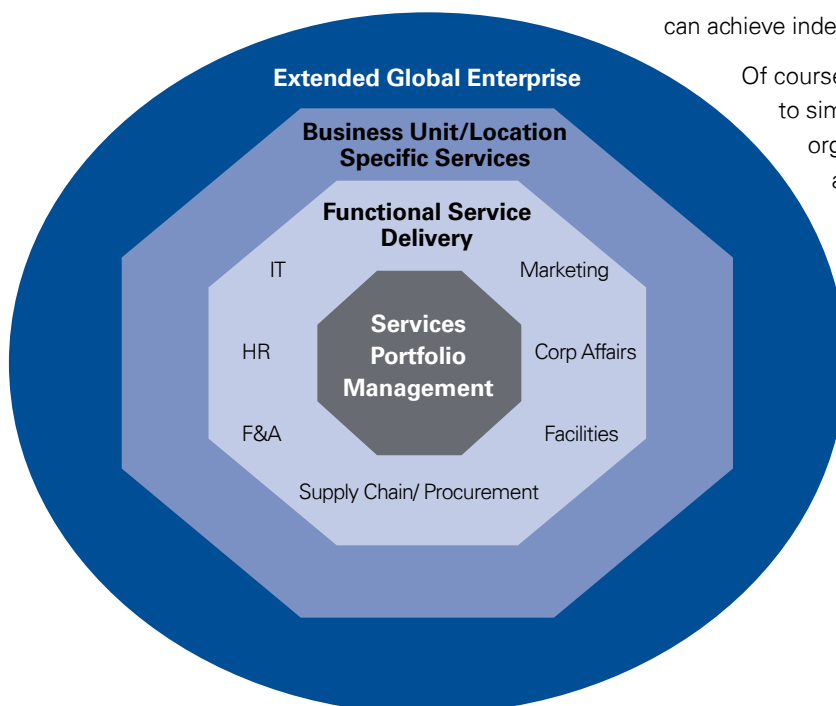 can achieve inde
Of course
to sim
org
a
Extended Global Enterprise
Business Unit/Location
Specific Services
Functional Service
Delivery
IT
Marketing
HR
Services
Portfolio
Management
Corp Affairs
F&A
Facilities
Supply Chain/ Procurement